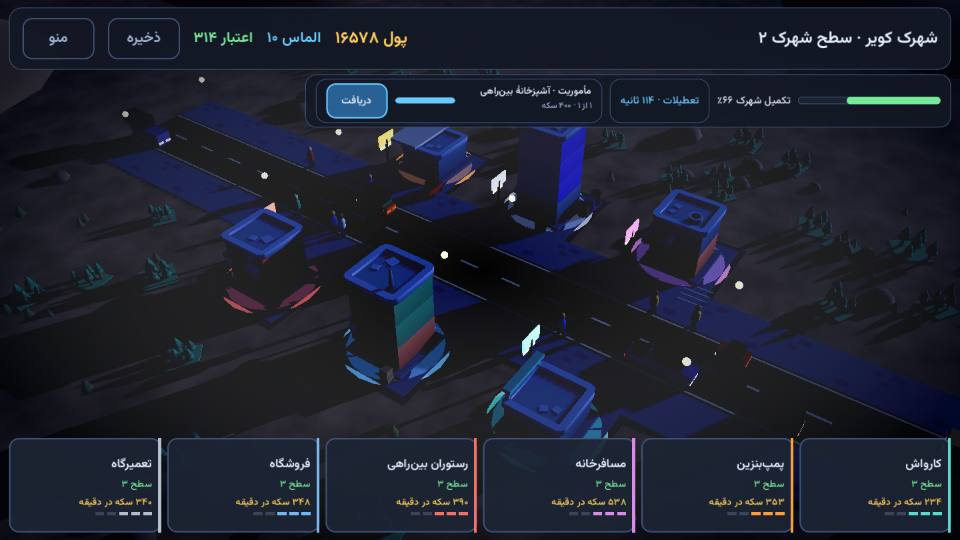 شهرک کویر · سطح شهرک ۲
پول ۱۶۵۷۸
الماس ۱۰
اعتبار ۳۱۴
ذخیره
منو
تکمیل شهرک ۶۶٪
تعطیلات · ۱۱۴ ثانیه
مأموریت · آشپزخانهٔ بین‌راهی
۱ از ۱ · ۴۰۰ سکه
دریافت
کارواش
سطح ۳
۲۳۴ سکه در دقیقه
پمپ‌بنزین
سطح ۳
۳۵۳ سکه در دقیقه
مسافرخانه
سطح ۳
۵۳۸ سکه در دقیقه
رستوران بین‌راهی
سطح ۳
۳۹۰ سکه در دقیقه
فروشگاه
سطح ۳
۳۴۸ سکه در دقیقه
تعمیرگاه
سطح ۳
۳۴۰ سکه در دقیقه